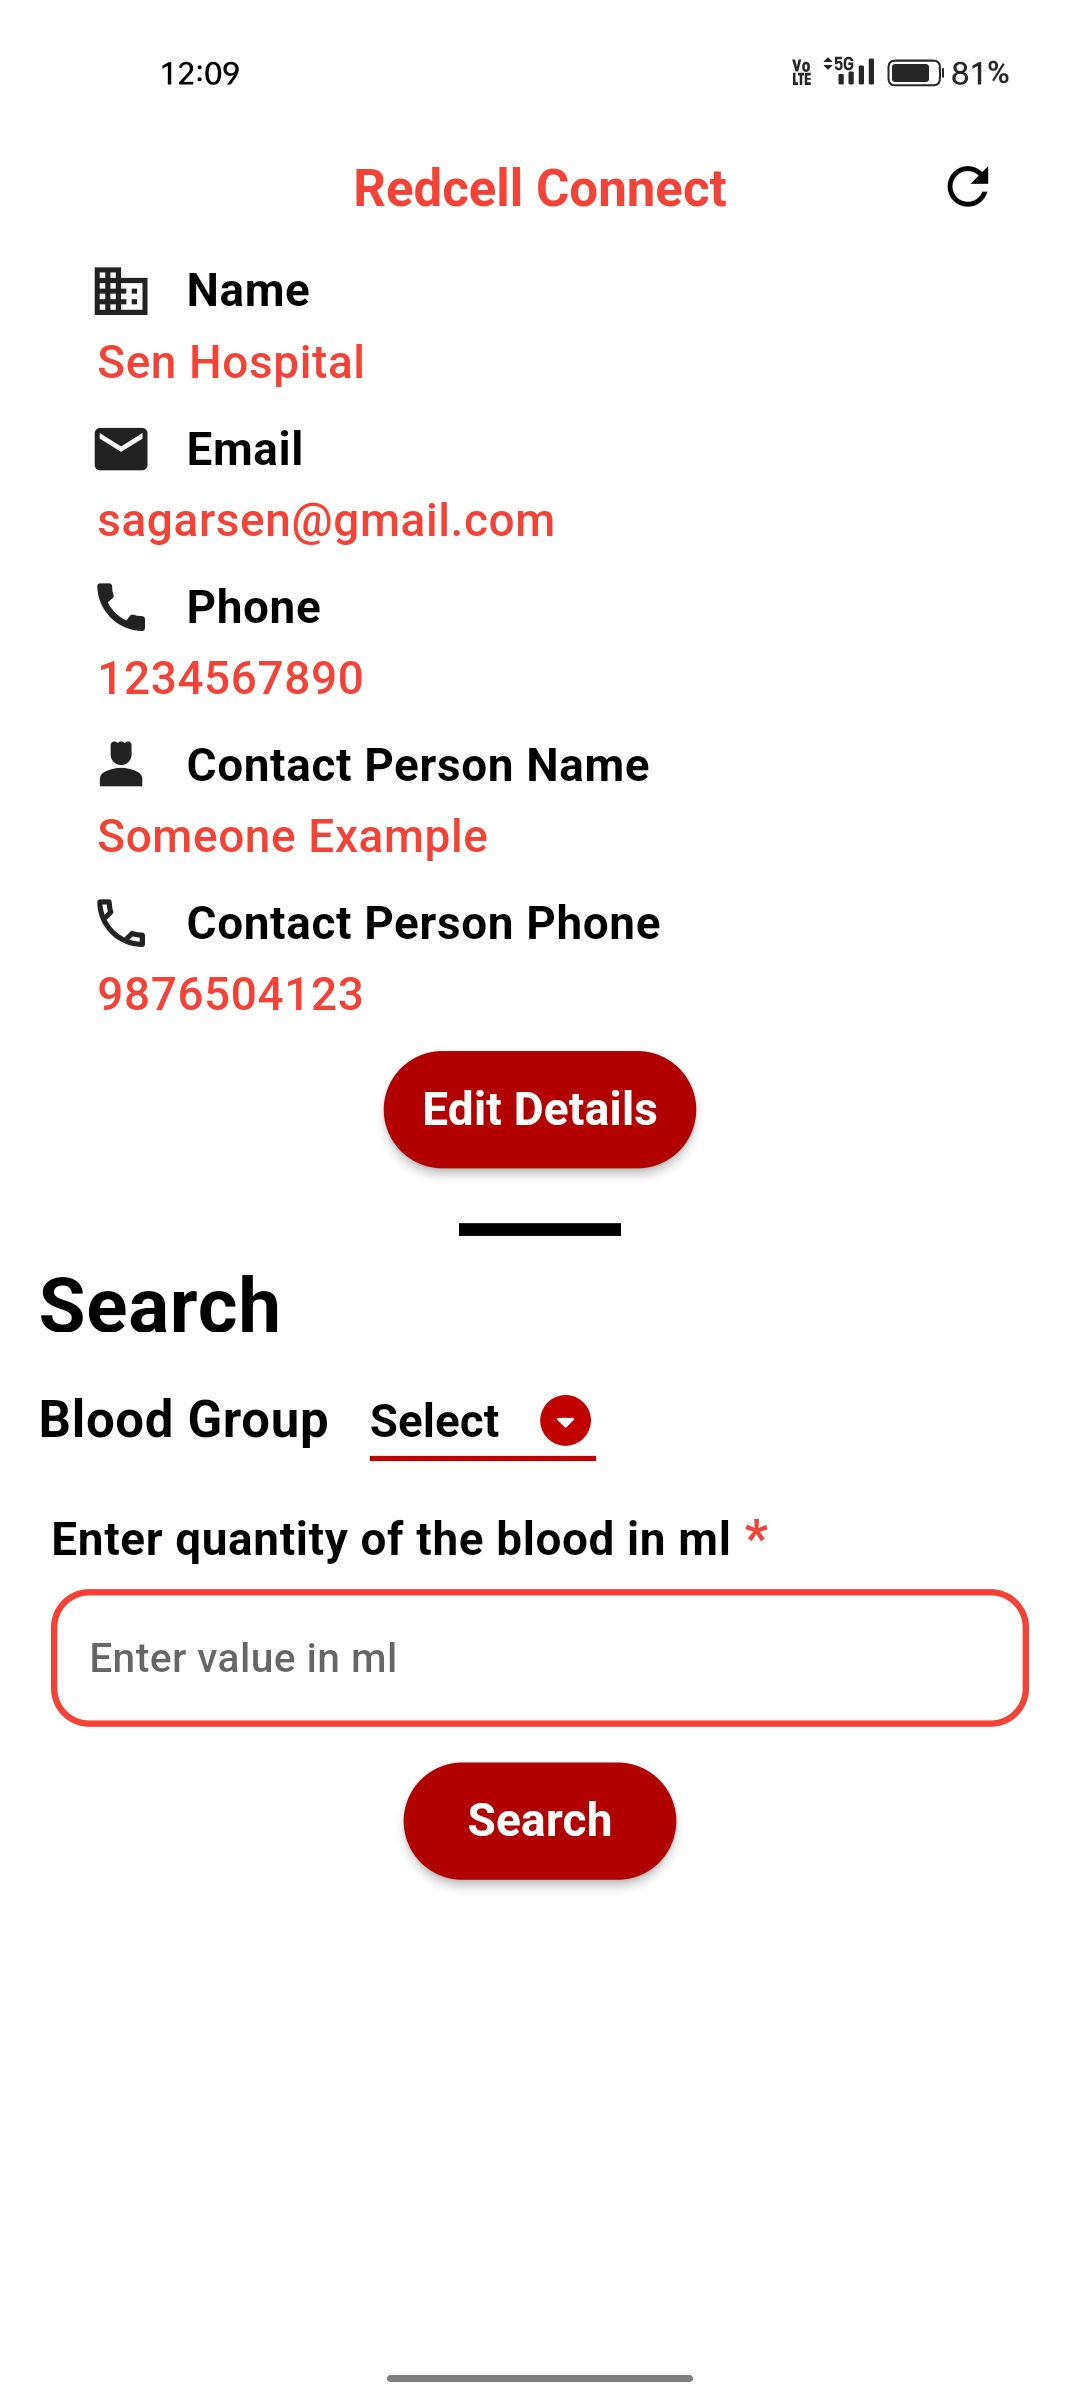 12:09
Vo LTE 5G 81%
Redcell Connect
Name
Sen Hospital
Email
sagarsen@gmail.com
Phone
1234567890
Contact Person Name
Someone Example
Contact Person Phone
9876504123
Edit Details
Search
Blood Group Select
Enter quantity of the blood in ml *
Enter value in ml
Search